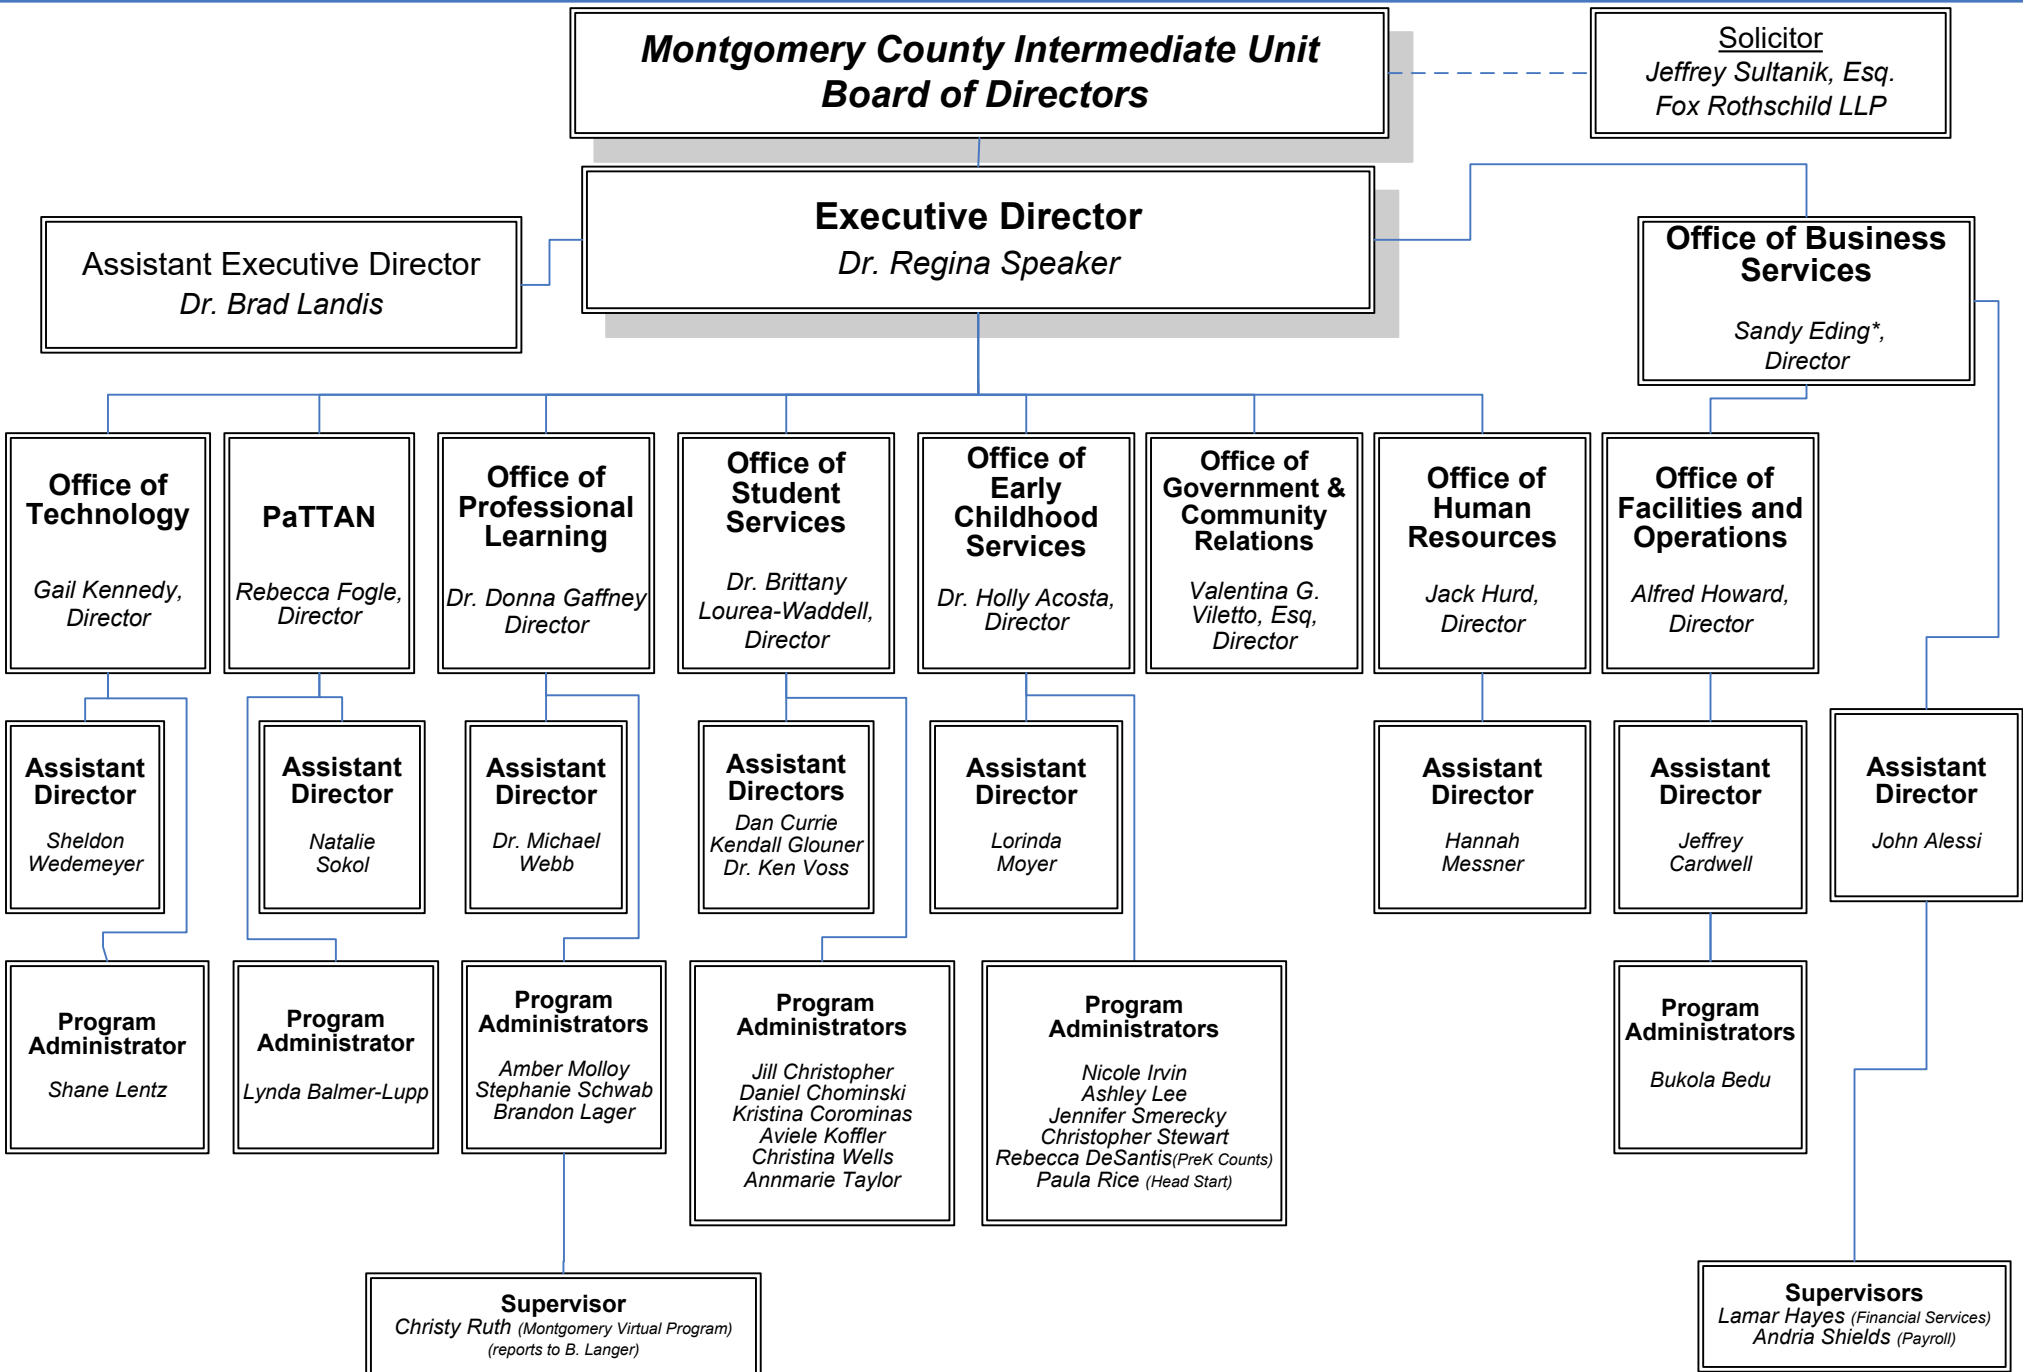 Montgomery County Intermediate Unit
Board of Directors
Solicitor
Jeffrey Sultanik, Esq.
Fox Rothschild LLP
Executive Director
Dr. Regina Speaker
Assistant Executive Director
Dr. Brad Landis
Office of Business
Services
Sandy Eding*,
Director
Office of
Technology
Gail Kennedy,
Director
PaTTAN
Rebecca Fogle,
Director
Office of
Professional
Learning
Dr. Donna Gaffney
Director
Office of
Student
Services
Dr. Brittany
Lourea-Waddell,
Director
Office of
Early
Childhood
Services
Dr. Holly Acosta,
Director
Office of
Government &
Community
Relations
Valentina G.
Viletto, Esq,
Director
Office of
Human
Resources
Jack Hurd,
Director
Office of
Facilities and
Operations
Alfred Howard,
Director
Assistant
Director
Sheldon
Wedemeyer
Assistant
Director
Natalie
Sokol
Assistant
Director
Dr. Michael
Webb
Assistant
Directors
Dan Currie
Kendall Glouner
Dr. Ken Voss
Assistant
Director
Lorinda
Moyer
Assistant
Director
Hannah
Messner
Assistant
Director
Jeffrey
Cardwell
Assistant
Director
John Alessi
Program
Administrator
Shane Lentz
Program
Administrator
Lynda Balmer-Lupp
Program
Administrators
Amber Molloy
Stephanie Schwab
Brandon Lager
Program
Administrators
Jill Christopher
Daniel Chominski
Kristina Corominas
Aviele Koffler
Christina Wells
Annmarie Taylor
Program
Administrators
Nicole Irvin
Ashley Lee
Jennifer Smerecky
Christopher Stewart
Rebecca DeSantis(PreK Counts)
Paula Rice (Head Start)
Program
Administrators
Bukola Bedu
Supervisor
Christy Ruth (Montgomery Virtual Program)
(reports to B. Langer)
Supervisors
Lamar Hayes (Financial Services)
Andria Shields (Payroll)